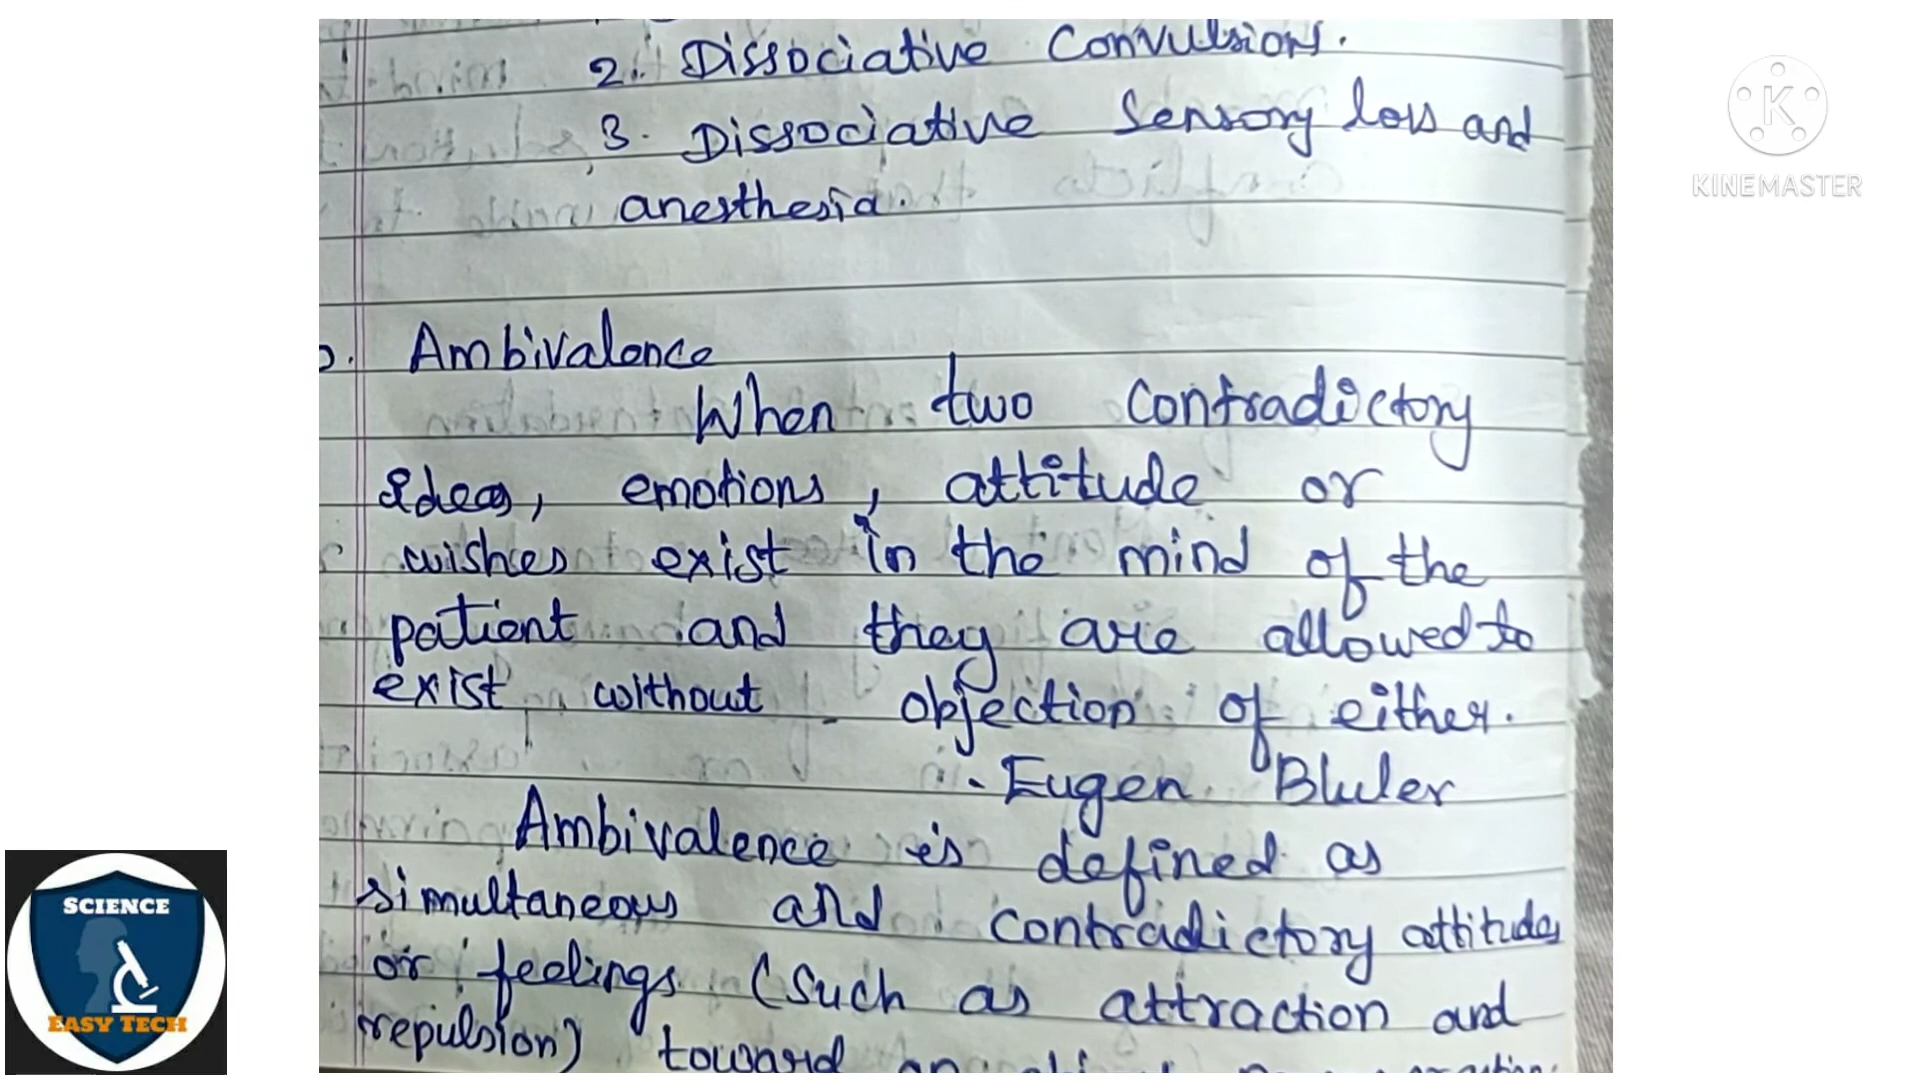 2. Dissociative Convulsions.
3. Dissociative Sensory loss and
anesthesia.
Ambivalence
When two contradictory
Ideas, emotions, attitude or
wishes exist in the mind of the
patient and they are allowed to
exist without objection of either.
- Eugen Bluler
Ambivalence is defined as
simultaneous and contradictory attitudes
or feelings (such as attraction and
repulsion) toward an
KINEMASTER
SCIENCE
EASY TECH